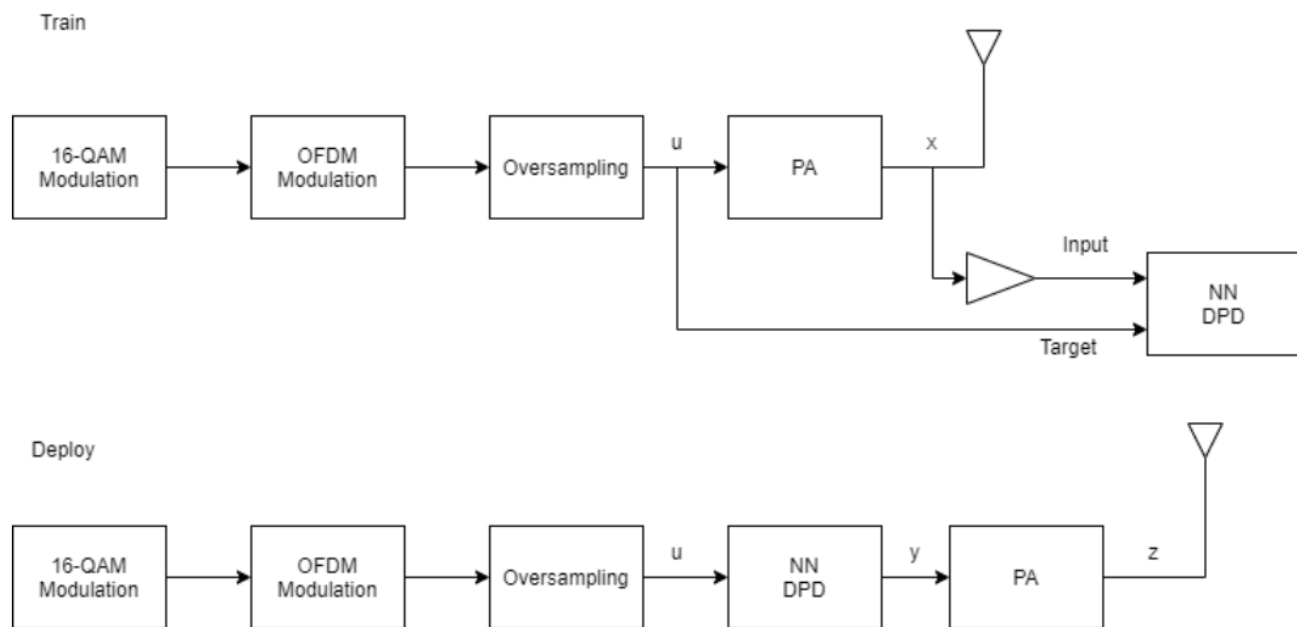 Train
16-QAM
Modulation
OFDM
Modulation
Oversampling
u
PA
x
Input
NN
DPD
Target
Deploy
16-QAM
Modulation
OFDM
Modulation
Oversampling
u
NN
DPD
y
PA
z